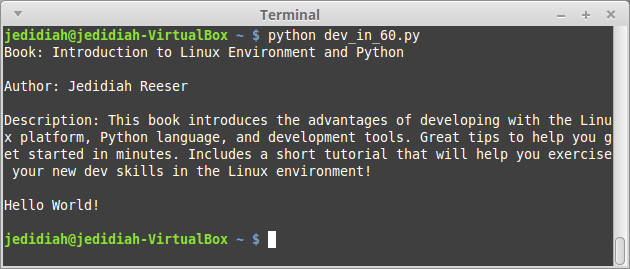 Terminal
jedidiah@jedidiah-VirtualBox ~ $ python dev_in_60.py
Book: Introduction to Linux Environment and Python
Author: Jedidiah Reeser
Description: This book introduces the advantages of developing with the Linu
x platform, Python language, and development tools. Great tips to help you g
et started in minutes. Includes a short tutorial that will help you exercise
 your new dev skills in the Linux environment!
Hello World!
jedidiah@jedidiah-VirtualBox ~ $